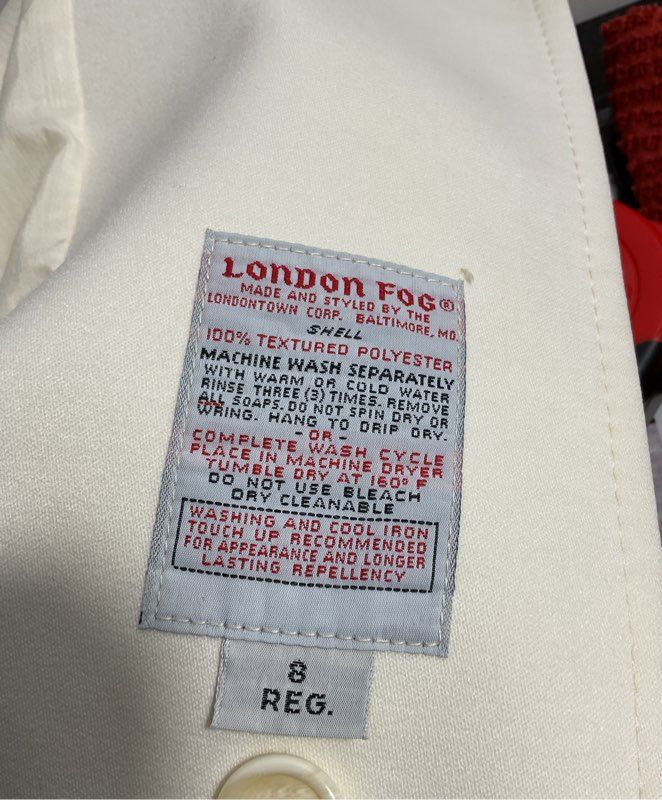 LONDON FOG®
MADE AND STYLED BY THE
LONDONTOWN CORP. BALTIMORE, MD.
SHELL
100% TEXTURED POLYESTER
MACHINE WASH SEPARATELY
WITH WARM OR COLD WATER
RINSE THREE (3) TIMES. REMOVE
ALL SOAPS. DO NOT SPIN DRY OR
WRING. HANG TO DRIP DRY.
- OR -
COMPLETE WASH CYCLE
PLACE IN MACHINE DRYER
TUMBLE DRY AT 160° F
DO NOT USE BLEACH
DRY CLEANABLE
WASHING AND COOL IRON
TOUCH UP RECOMMENDED
FOR APPEARANCE AND LONGER
LASTING REPELLENCY
8
REG.